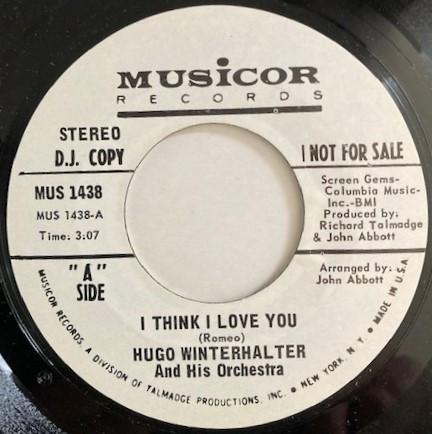 MUSiCOR
RECORDS
STEREO
D.J. COPY
I NOT FOR SALE
MUS 1438
MUS 1438-A
Time: 3:07
"A"
SIDE
Screen Gems-
Columbia Music-
Inc.-BMI
Produced by:
Richard Talmadge
& John Abbott
Arranged by:
John Abbott
I THINK I LOVE YOU
(Romeo)
HUGO WINTERHALTER
And His Orchestra
MUSICOR RECORDS, A DIVISION OF TALMADGE PRODUCTIONS, INC. • NEW YORK, N.Y. • MADE IN U.S.A.